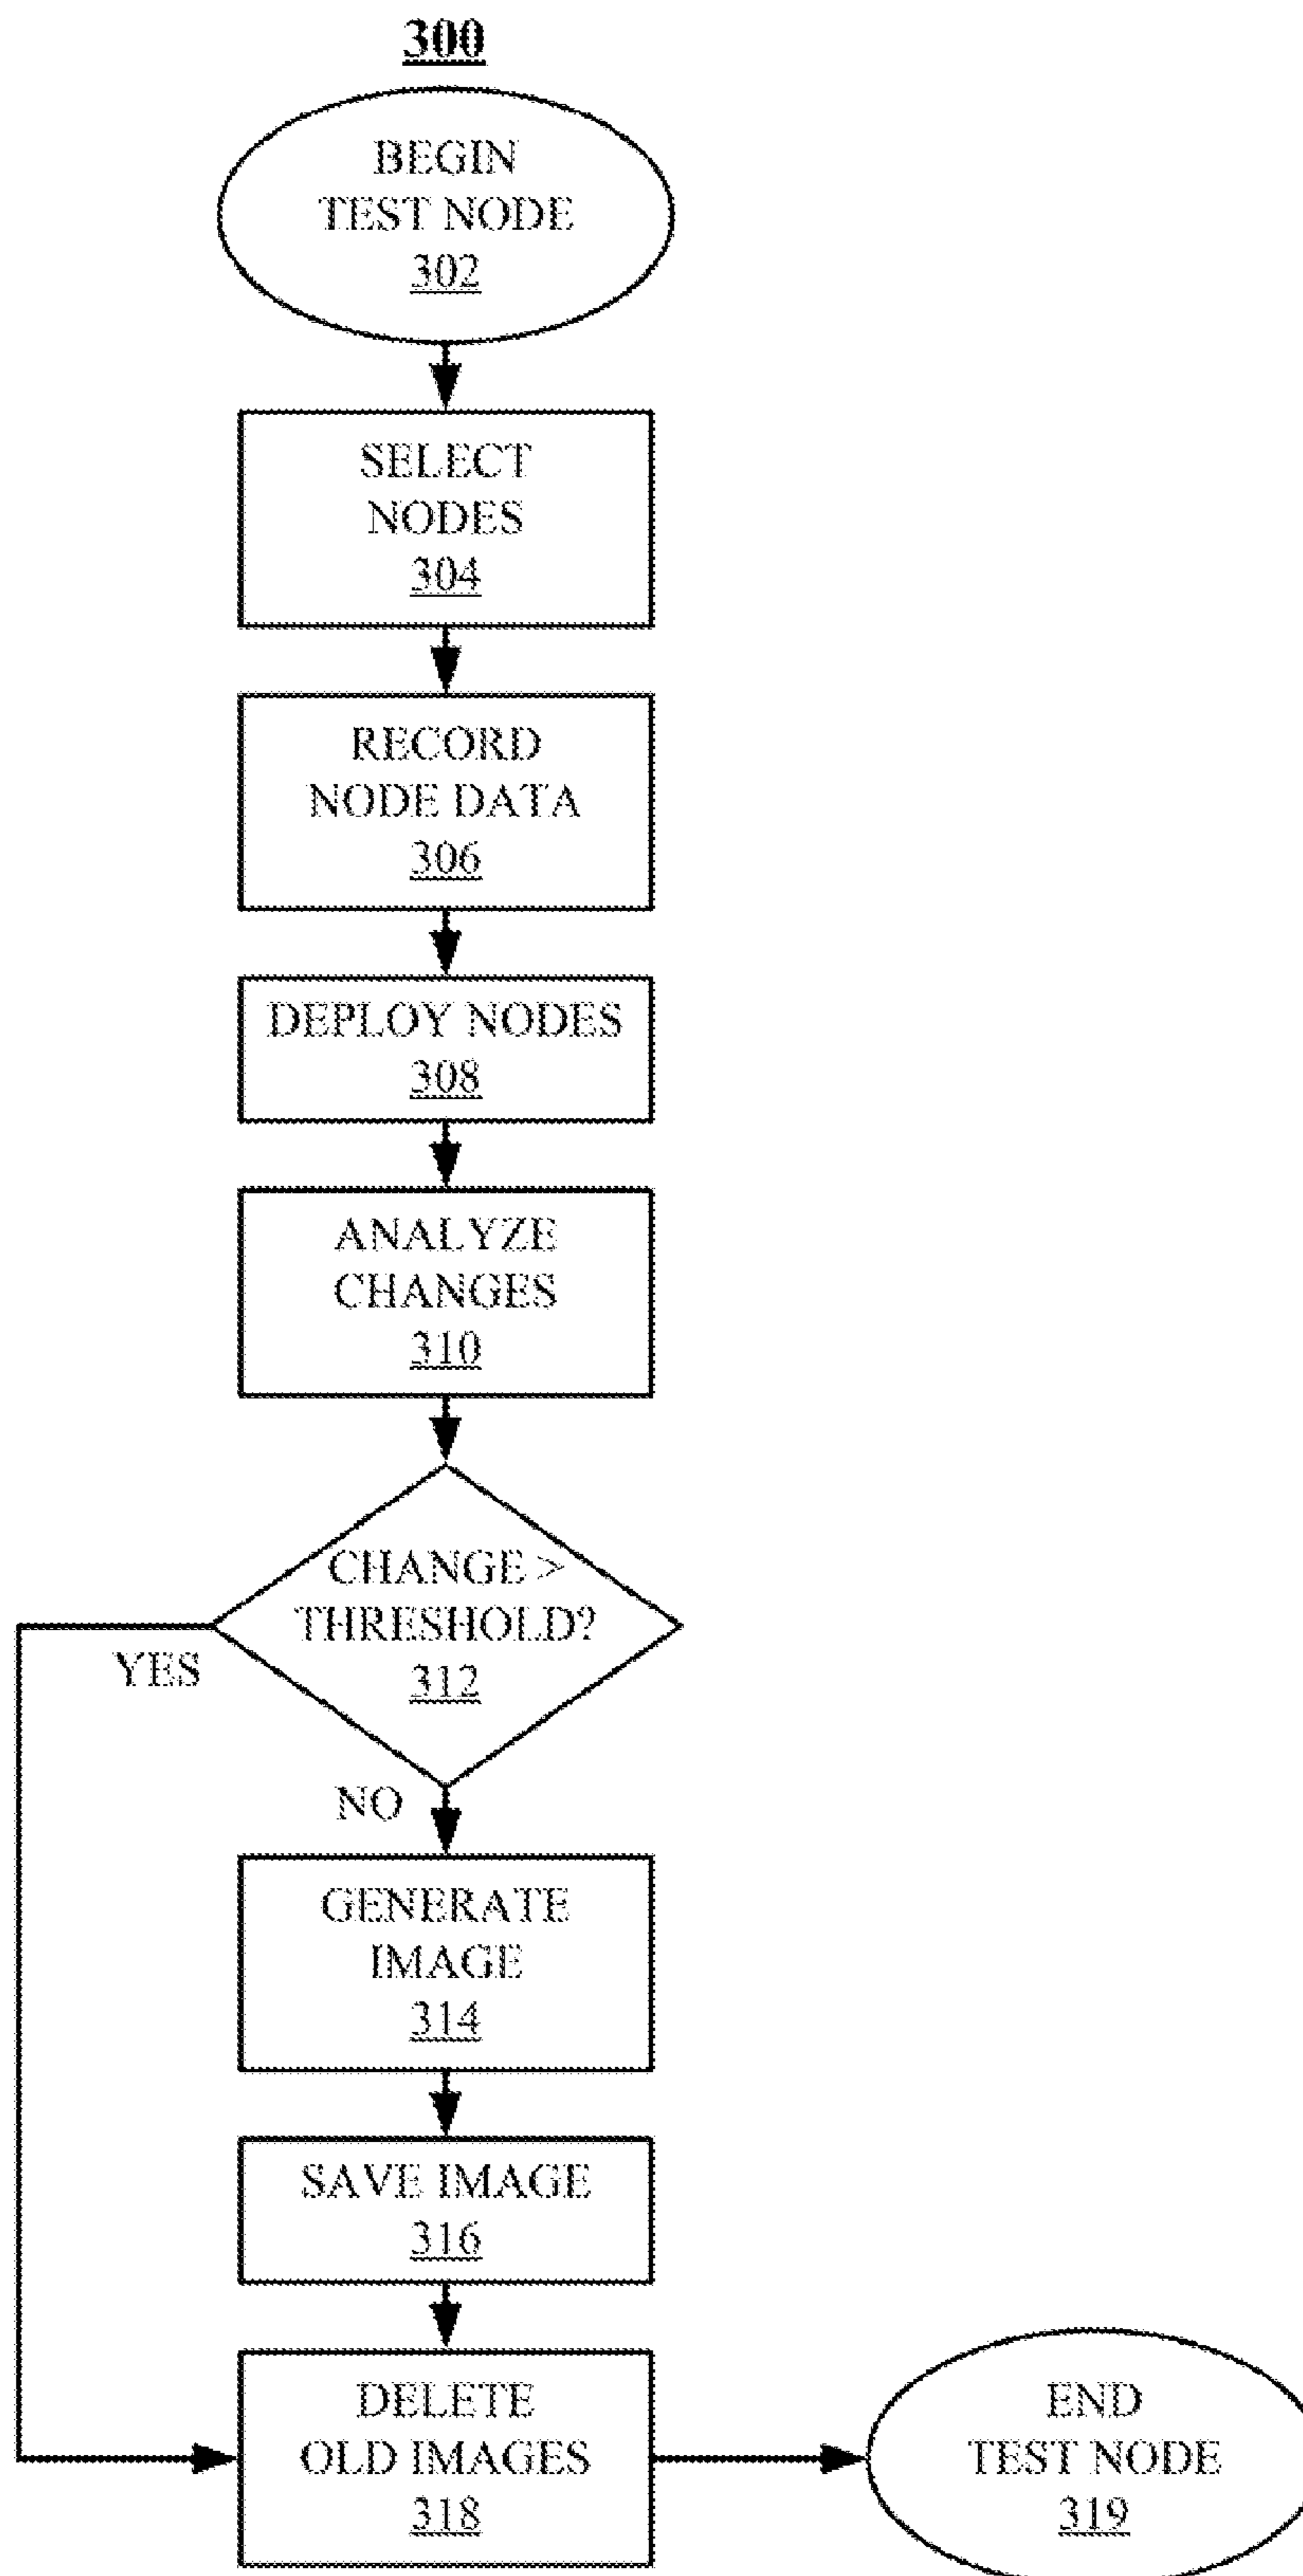 300
BEGIN
TEST NODE
302
SELECT
NODES
304
RECORD
NODE DATA
306
DEPLOY NODES
308
ANALYZE
CHANGES
310
CHANGE >
THRESHOLD?
312
YES
NO
GENERATE
IMAGE
314
SAVE IMAGE
316
DELETE
OLD IMAGES
318
END
TEST NODE
319